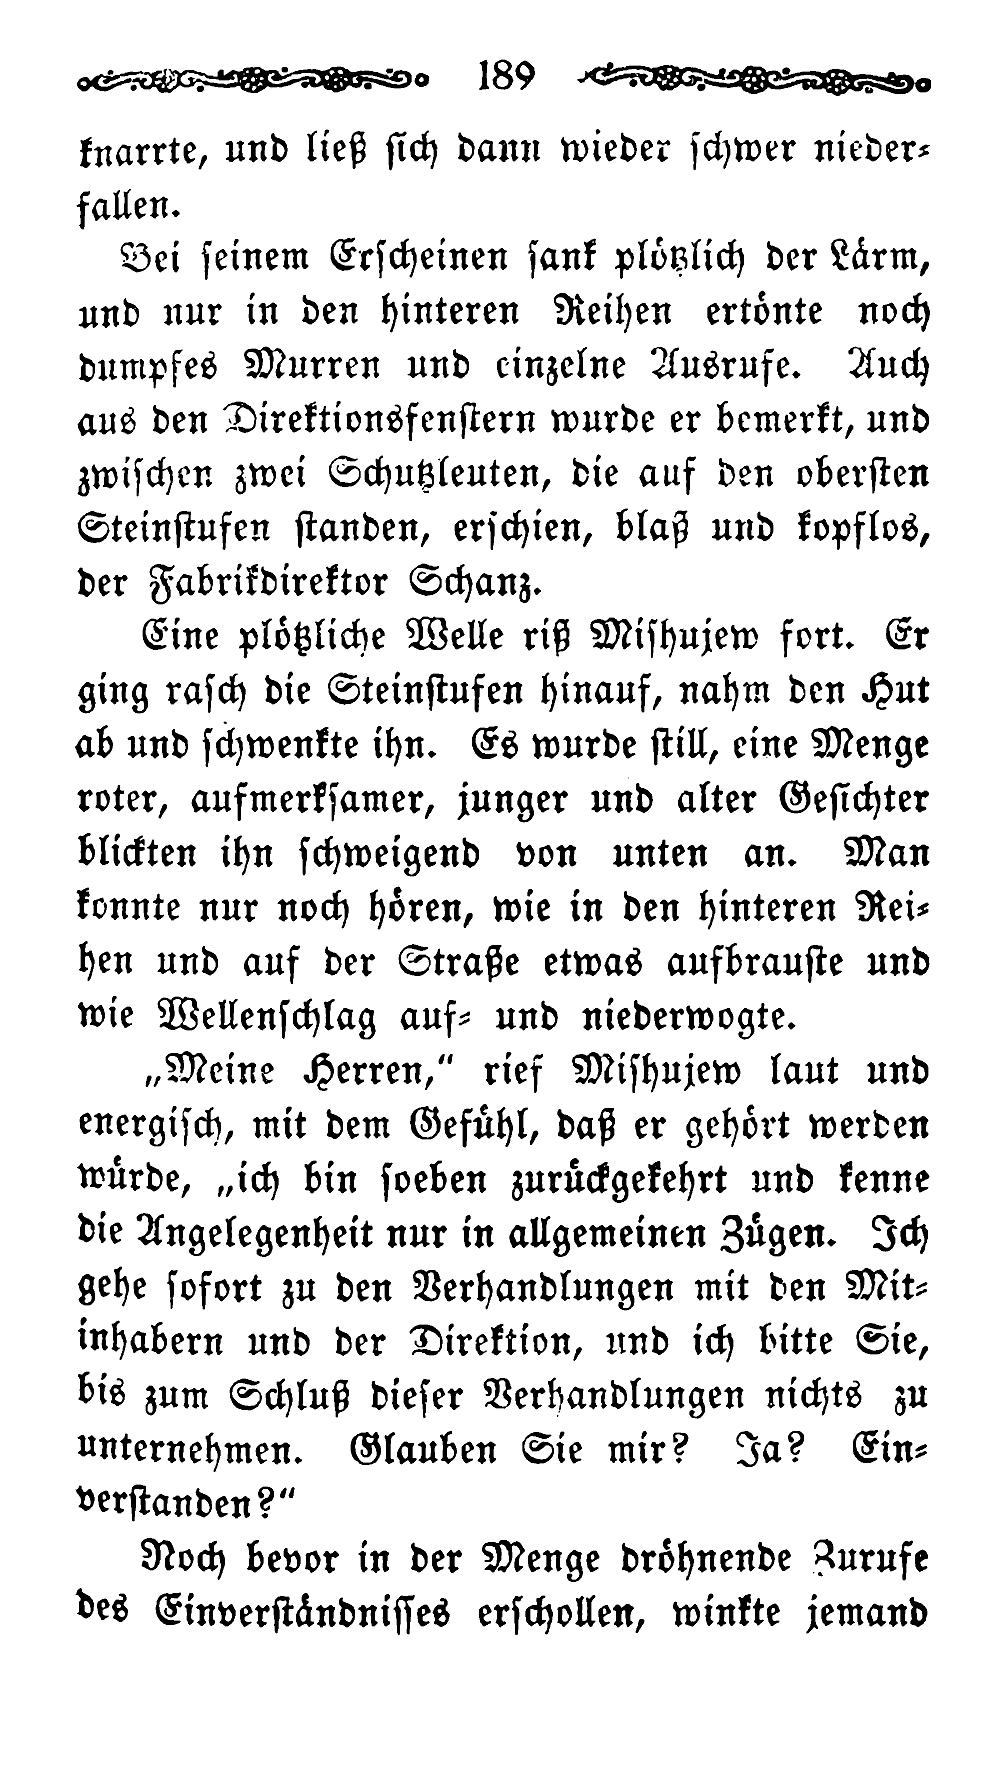 189
knarrte, und ließ sich dann wieder schwer nieder-
fallen.
Bei seinem Erscheinen sank plötzlich der Lärm,
und nur in den hinteren Reihen ertönte noch
dumpfes Murren und einzelne Ausrufe. Auch
aus den Direktionsfenstern wurde er bemerkt, und
zwischen zwei Schutzleuten, die auf den obersten
Steinstufen standen, erschien, blaß und kopflos,
der Fabrikdirektor Schanz.
Eine plötzliche Welle riß Mishujew fort. Er
ging rasch die Steinstufen hinauf, nahm den Hut
ab und schwenkte ihn. Es wurde still, eine Menge
roter, aufmerksamer, junger und alter Gesichter
blickten ihn schweigend von unten an. Man
konnte nur noch hören, wie in den hinteren Rei-
hen und auf der Straße etwas aufbrauste und
wie Wellenschlag auf- und niederwogte.
„Meine Herren,“ rief Mishujew laut und
energisch, mit dem Gefühl, daß er gehört werden
würde, „ich bin soeben zurückgekehrt und kenne
die Angelegenheit nur in allgemeinen Zügen. Ich
gehe sofort zu den Verhandlungen mit den Mit-
inhabern und der Direktion, und ich bitte Sie,
bis zum Schluß dieser Verhandlungen nichts zu
unternehmen. Glauben Sie mir? Ja? Ein-
verstanden?“
Noch bevor in der Menge dröhnende Zurufe
des Einverständnisses erschollen, winkte jemand